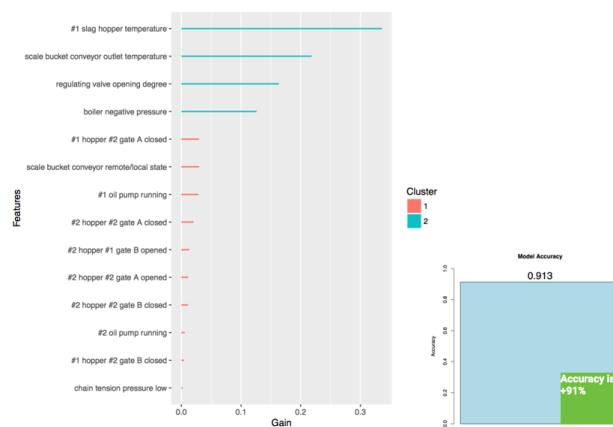 #1 slag hopper temperature
scale bucket conveyor outlet temperature
regulating valve opening degree
boiler negative pressure
#1 hopper #2 gate A closed
scale bucket conveyor remote/local state
#1 oil pump running
#2 hopper #2 gate A closed
#2 hopper #1 gate B opened
#2 hopper #2 gate A opened
#2 hopper #2 gate B closed
#2 oil pump running
#1 hopper #2 gate B closed
chain tension pressure low
Features
0.0 0.1 0.2 0.3
Gain
Cluster
1
2
Model Accuracy
0.913
Accuracy
1.0
0.8
0.6
0.4
0.2
0.0
Accuracy is
+91%